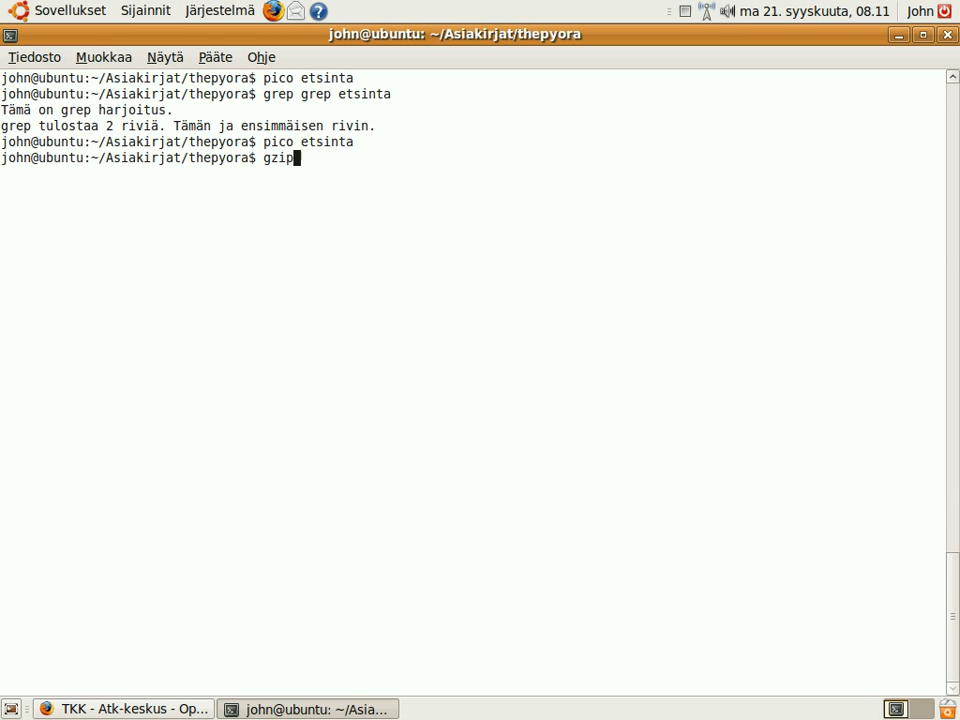 Sovellukset Sijainnit Järjestelmä ma 21. syyskuuta, 08.11 John
john@ubuntu: ~/Asiakirjat/thepyora
Tiedosto Muokkaa Näytä Pääte Ohje
john@ubuntu:~/Asiakirjat/thepyora$ pico etsinta
john@ubuntu:~/Asiakirjat/thepyora$ grep grep etsinta
Tämä on grep harjoitus.
grep tulostaa 2 riviä. Tämän ja ensimmäisen rivin.
john@ubuntu:~/Asiakirjat/thepyora$ pico etsinta
john@ubuntu:~/Asiakirjat/thepyora$ gzip
TKK - Atk-keskus - Op... john@ubuntu: ~/Asia...